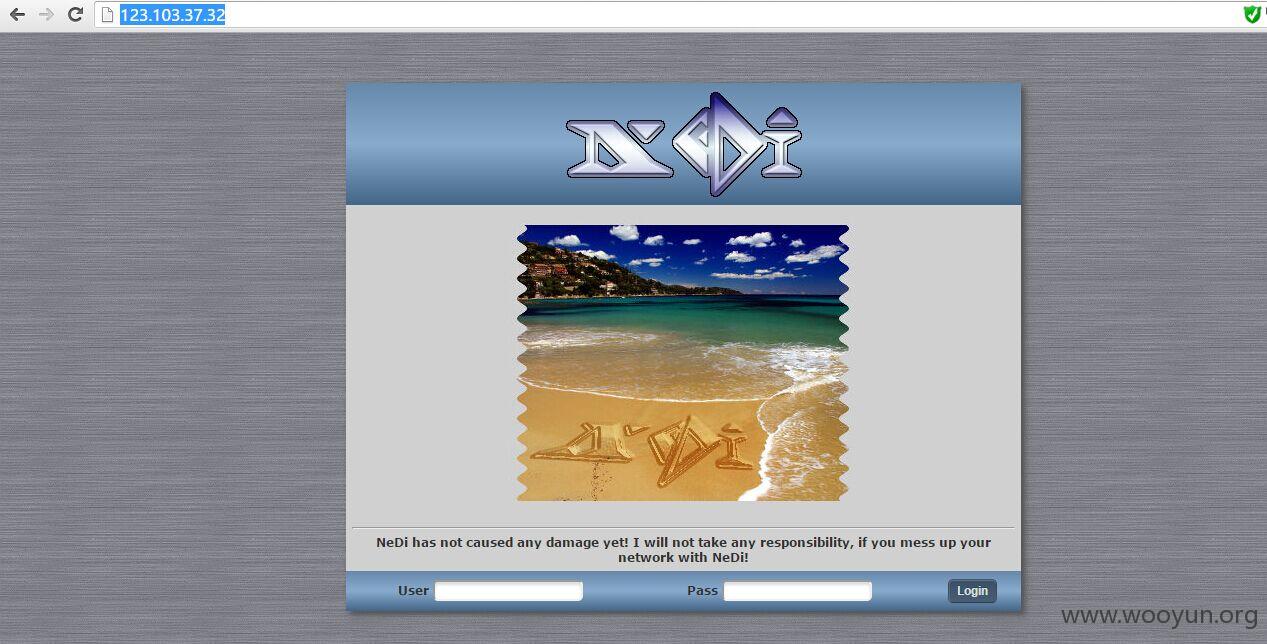 123.103.37.32
NeDi
NeDi
NeDi has not caused any damage yet! I will not take any responsibility, if you mess up your
network with NeDi!
User Pass Login
www.wooyun.org